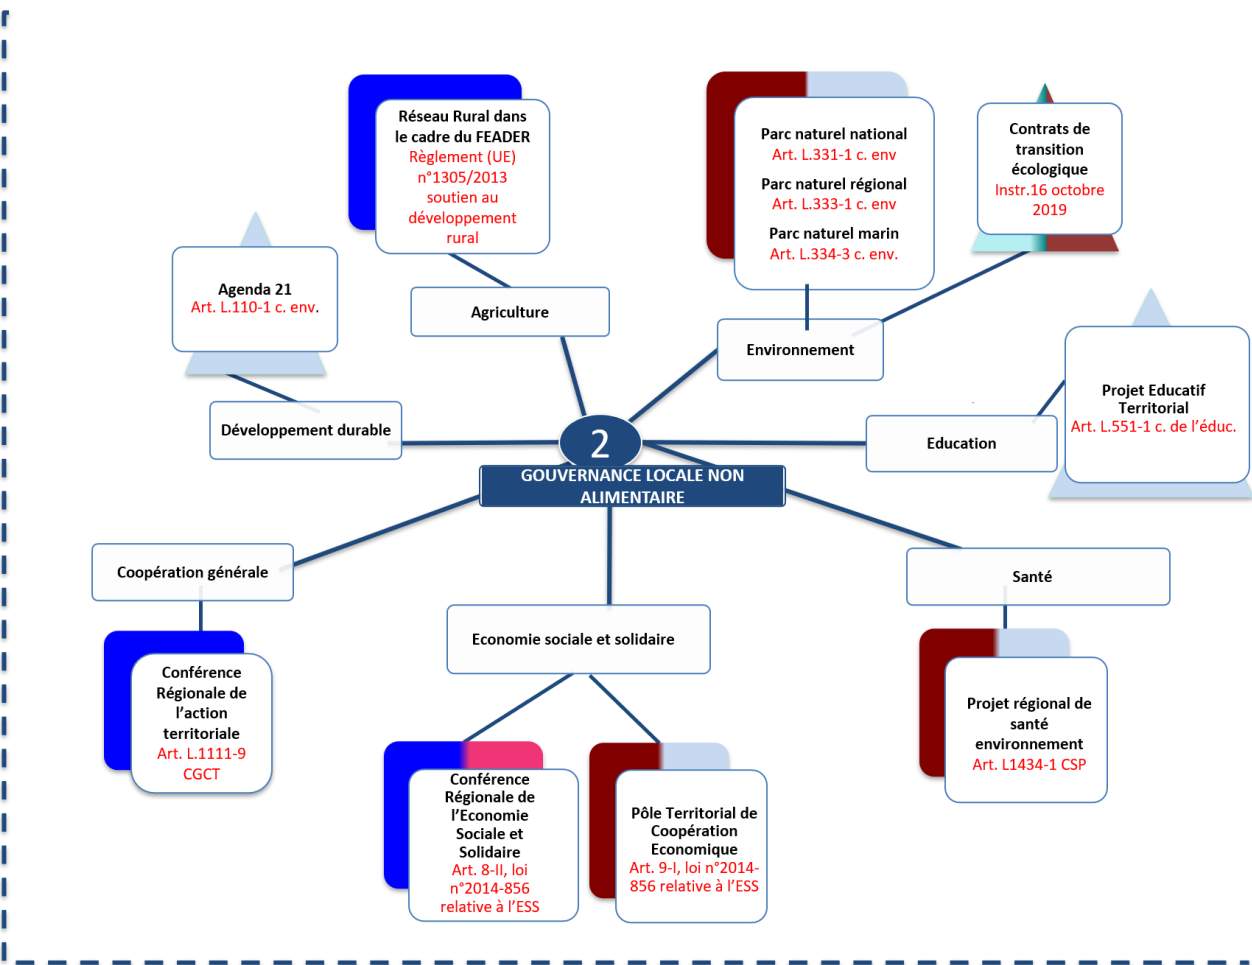 Réseau Rural dans
le cadre du FEADER
Règlement (UE)
n°1305/2013
soutien au
développement
rural
Parc naturel national
Art. L.331-1 c. env
Parc naturel régional
Art. L.333-1 c. env
Parc naturel marin
Art. L.334-3 c. env.
Contrats de
transition
écologique
Instr.16 octobre
2019
Agenda 21
Art. L.110-1 c. env.
Agriculture
Environnement
Projet Educatif
Territorial
Art. L.551-1 c. de l’éduc.
Développement durable
2
Education
GOUVERNANCE LOCALE NON
ALIMENTAIRE
Coopération générale
Santé
Economie sociale et solidaire
Conférence
Régionale de
l’action
territoriale
Art. L.1111-9
CGCT
Projet régional de
santé
environnement
Art. L1434-1 CSP
Conférence
Régionale de
l’Economie
Sociale et
Solidaire
Art. 8-II, loi
n°2014-856
relative à l’ESS
Pôle Territorial de
Coopération
Economique
Art. 9-I, loi n°2014-
856 relative à l’ESS